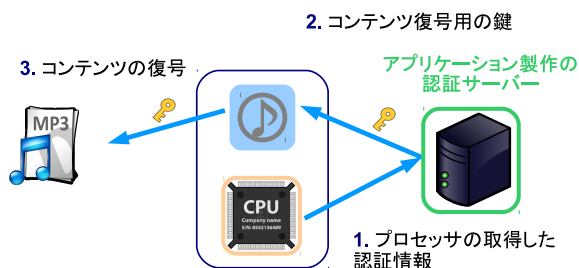 2. コンテンツ復号用の鍵
3. コンテンツの復号
アプリケーション製作の
認証サーバー
MP3
CPU
Company name
S/N: 8542136489
1. プロセッサの取得した
認証情報